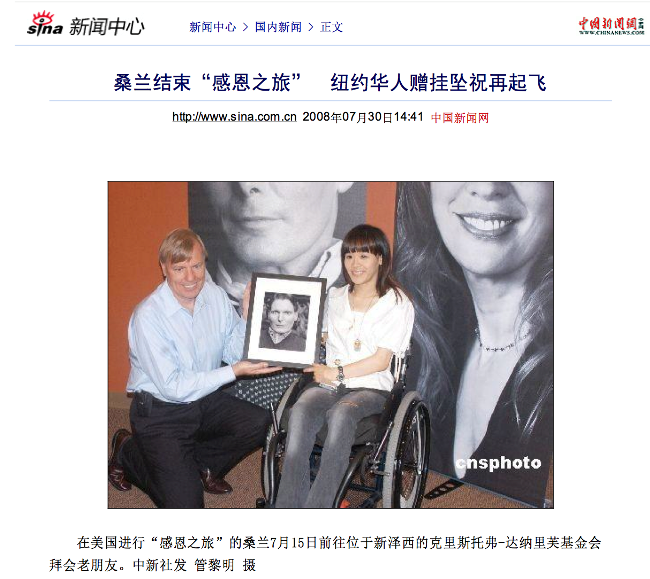 sina 新闻中心
新闻中心 > 国内新闻 > 正文
中国新闻网
WWW.CHINANEWS.COM
桑兰结束“感恩之旅” 纽约华人赠挂坠祝再起飞
http://www.sina.com.cn 2008年07月30日14:41 中国新闻网
cnsphoto
在美国进行“感恩之旅”的桑兰7月15日前往位于新泽西的克里斯托弗-达纳里芙基金会
拜会老朋友。中新社发 管黎明 摄